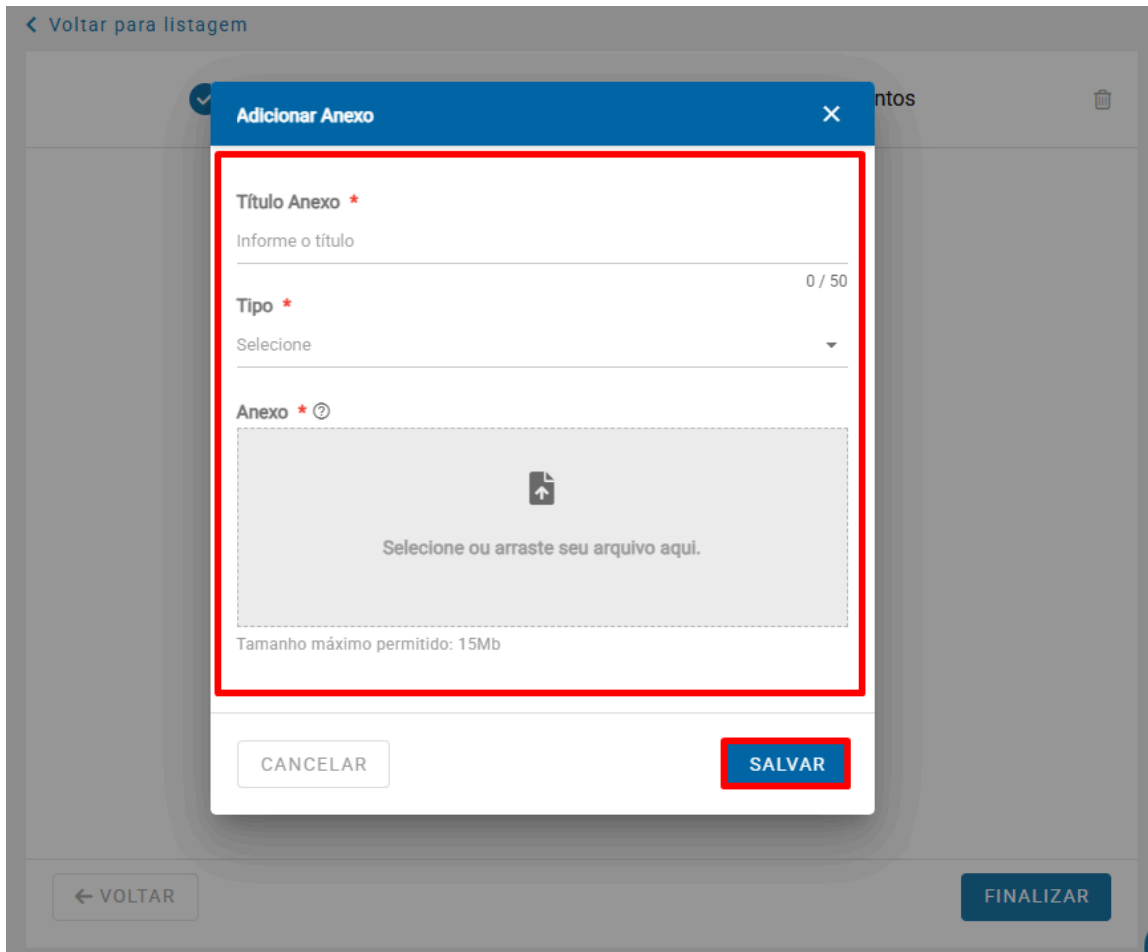 Voltar para listagem
Adicionar Anexo
ntos
Título Anexo *
Informe o título
0 / 50
Tipo *
Selecione
Anexo *
Selecione ou arraste seu arquivo aqui.
Tamanho máximo permitido: 15Mb
CANCELAR
SALVAR
VOLTAR
FINALIZAR